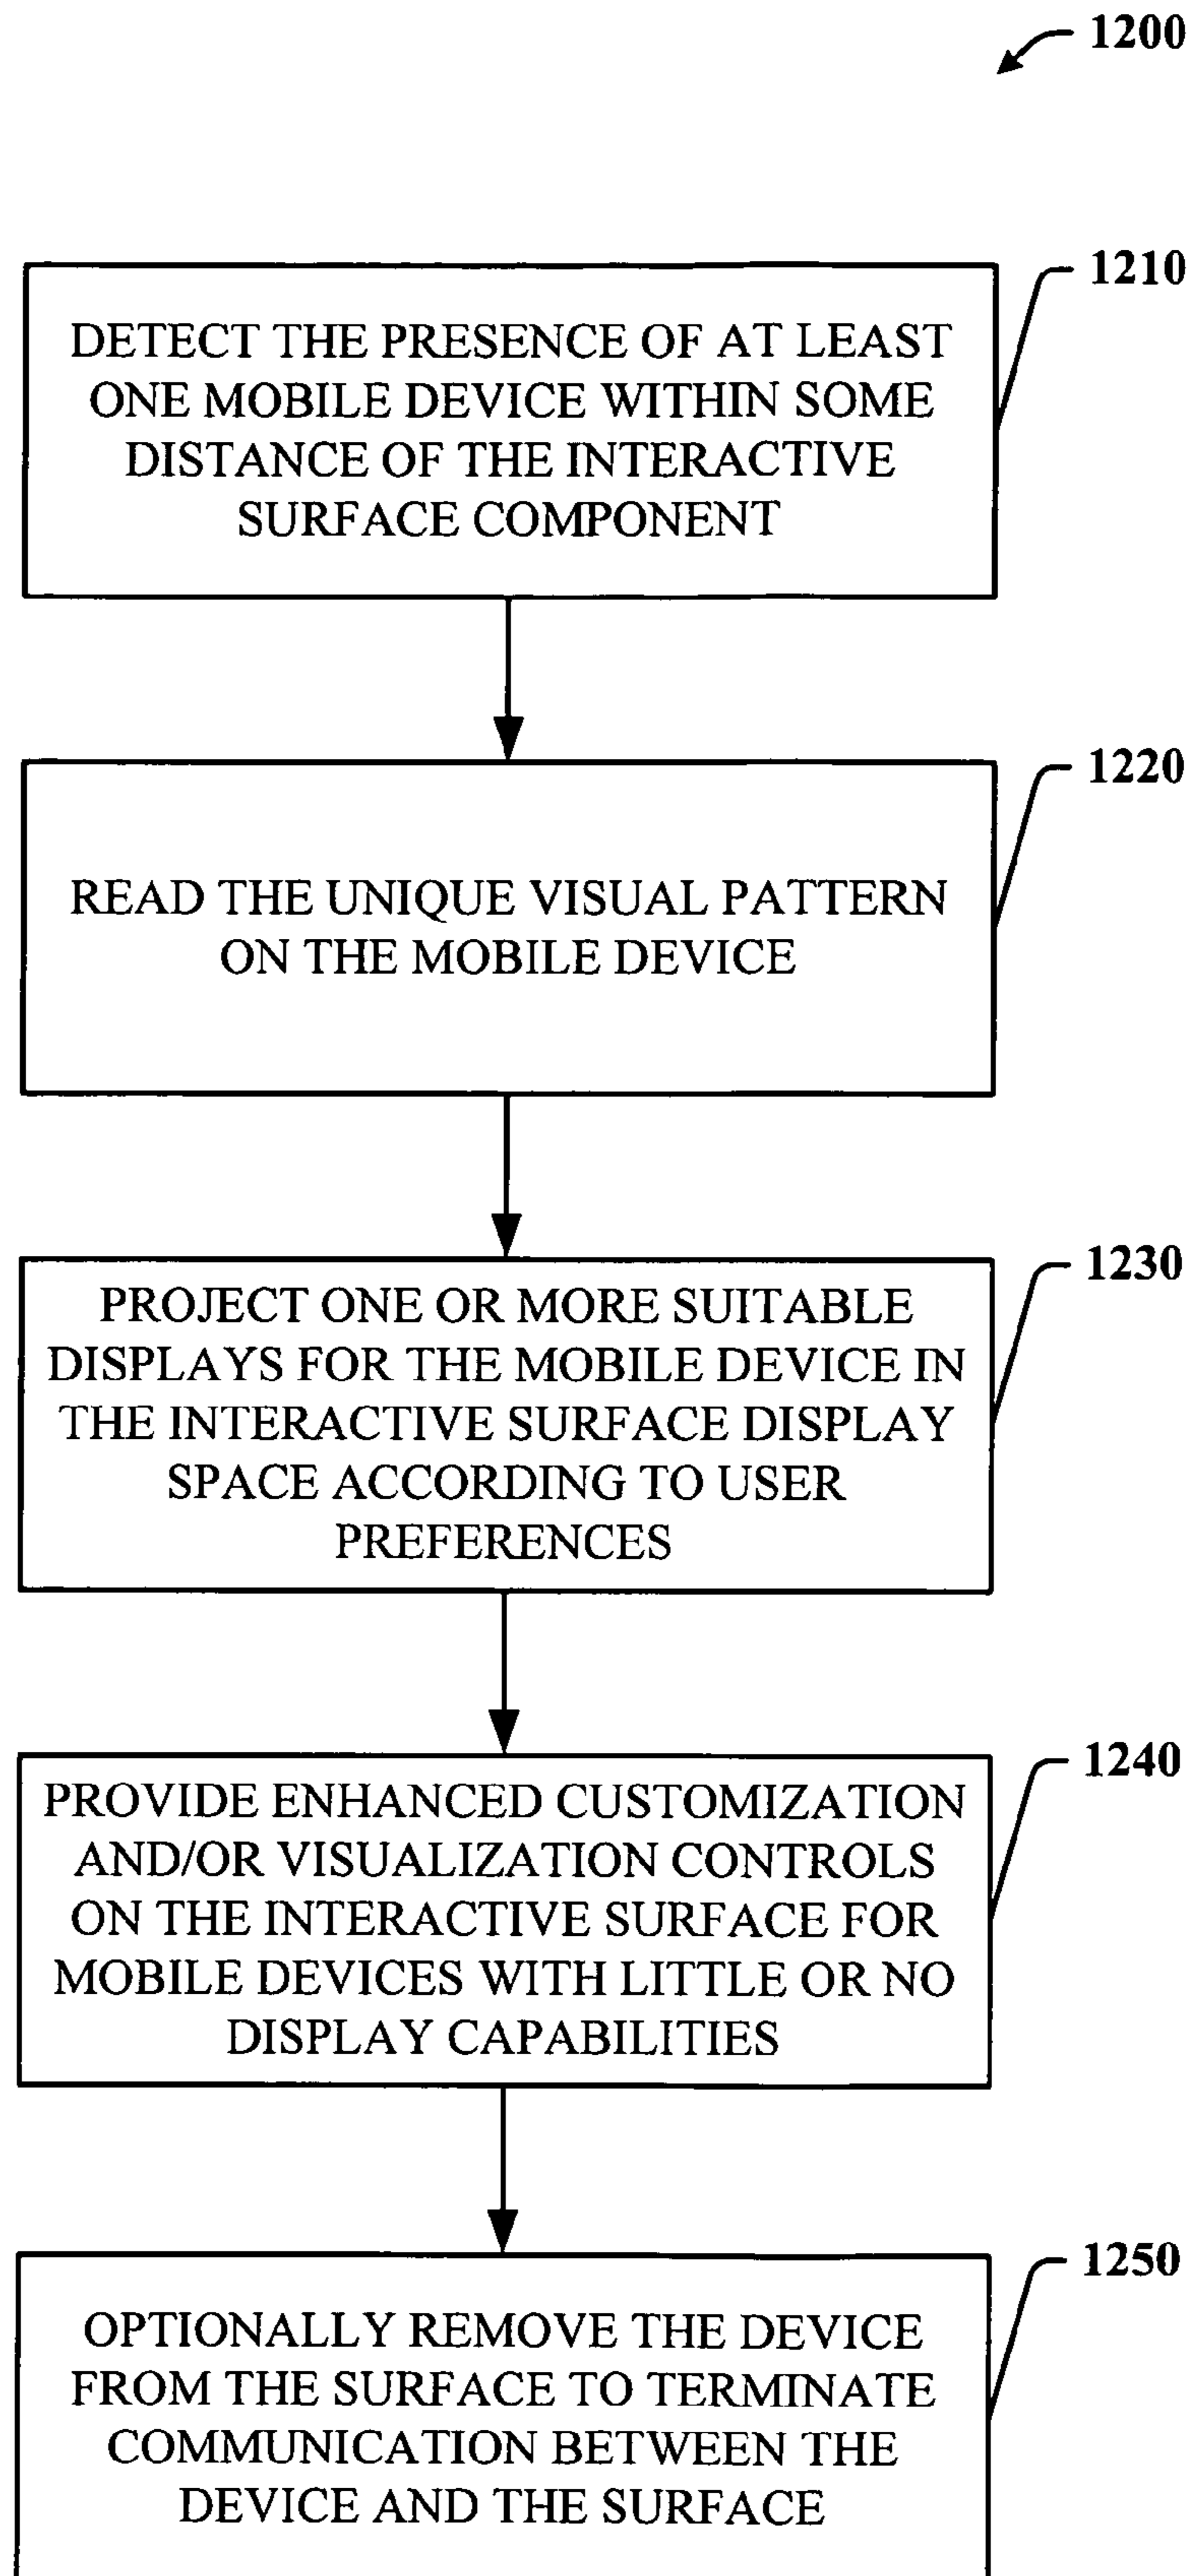 1200
1210
DETECT THE PRESENCE OF AT LEAST
ONE MOBILE DEVICE WITHIN SOME
DISTANCE OF THE INTERACTIVE
SURFACE COMPONENT
1220
READ THE UNIQUE VISUAL PATTERN
ON THE MOBILE DEVICE
1230
PROJECT ONE OR MORE SUITABLE
DISPLAYS FOR THE MOBILE DEVICE IN
THE INTERACTIVE SURFACE DISPLAY
SPACE ACCORDING TO USER
PREFERENCES
1240
PROVIDE ENHANCED CUSTOMIZATION
AND/OR VISUALIZATION CONTROLS
ON THE INTERACTIVE SURFACE FOR
MOBILE DEVICES WITH LITTLE OR NO
DISPLAY CAPABILITIES
1250
OPTIONALLY REMOVE THE DEVICE
FROM THE SURFACE TO TERMINATE
COMMUNICATION BETWEEN THE
DEVICE AND THE SURFACE